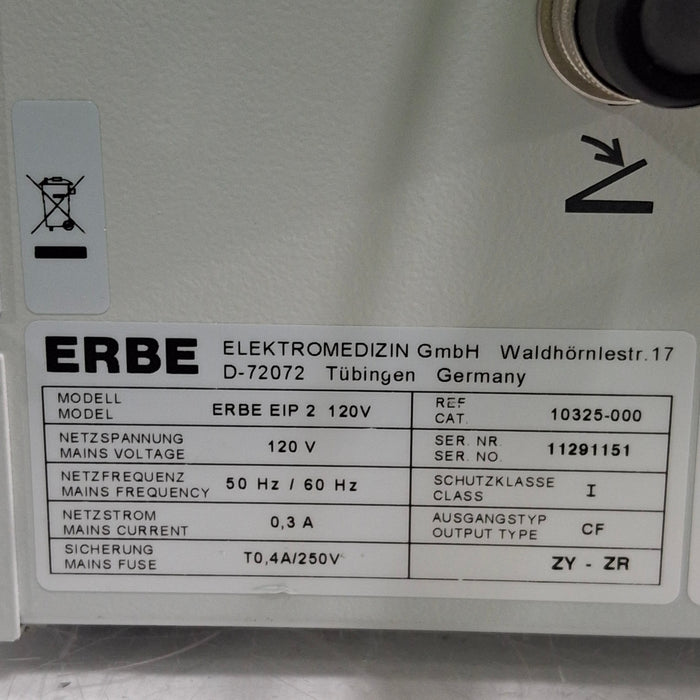 ERBE ELEKTROMEDIZIN GmbH Waldhörnlestr. 17
D-72072 Tübingen Germany
MODELL
MODEL
ERBE EIP 2 120V
REF
CAT.
10325-000
NETZSPANNUNG
MAINS VOLTAGE
120 V
SER. NR.
SER. NO.
11291151
NETZFREQUENZ
MAINS FREQUENCY
50 Hz / 60 Hz
SCHUTZKLASSE
CLASS
I
NETZSTROM
MAINS CURRENT
0,3 A
AUSGANGSTYP
OUTPUT TYPE
CF
SICHERUNG
MAINS FUSE
T0,4A/250V
ZY - ZR